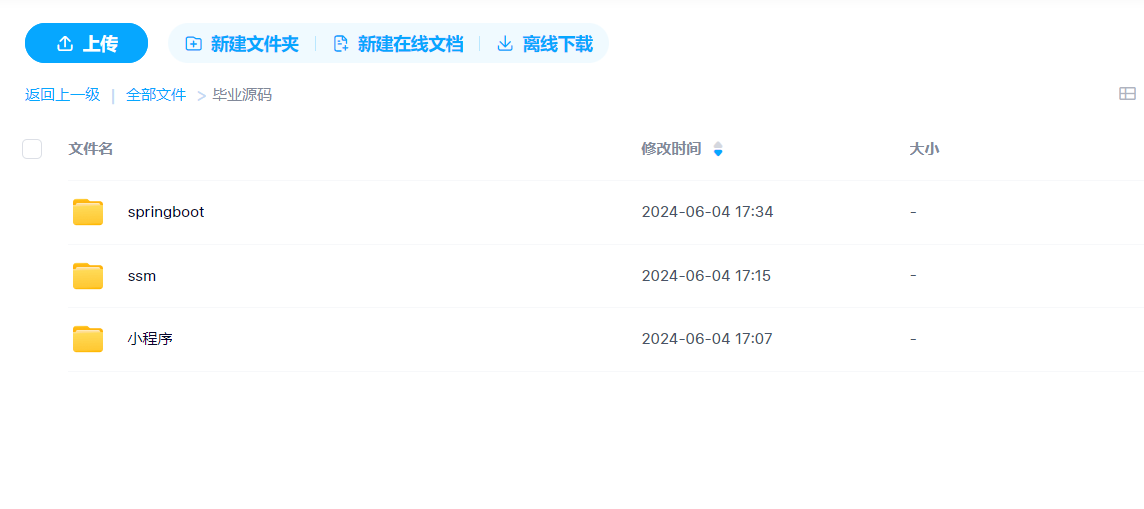 上传 新建文件夹 新建在线文档 离线下载
返回上一级 | 全部文件 > 毕业源码
文件名 修改时间 大小
springboot 2024-06-04 17:34 -
ssm 2024-06-04 17:15 -
小程序 2024-06-04 17:07 -